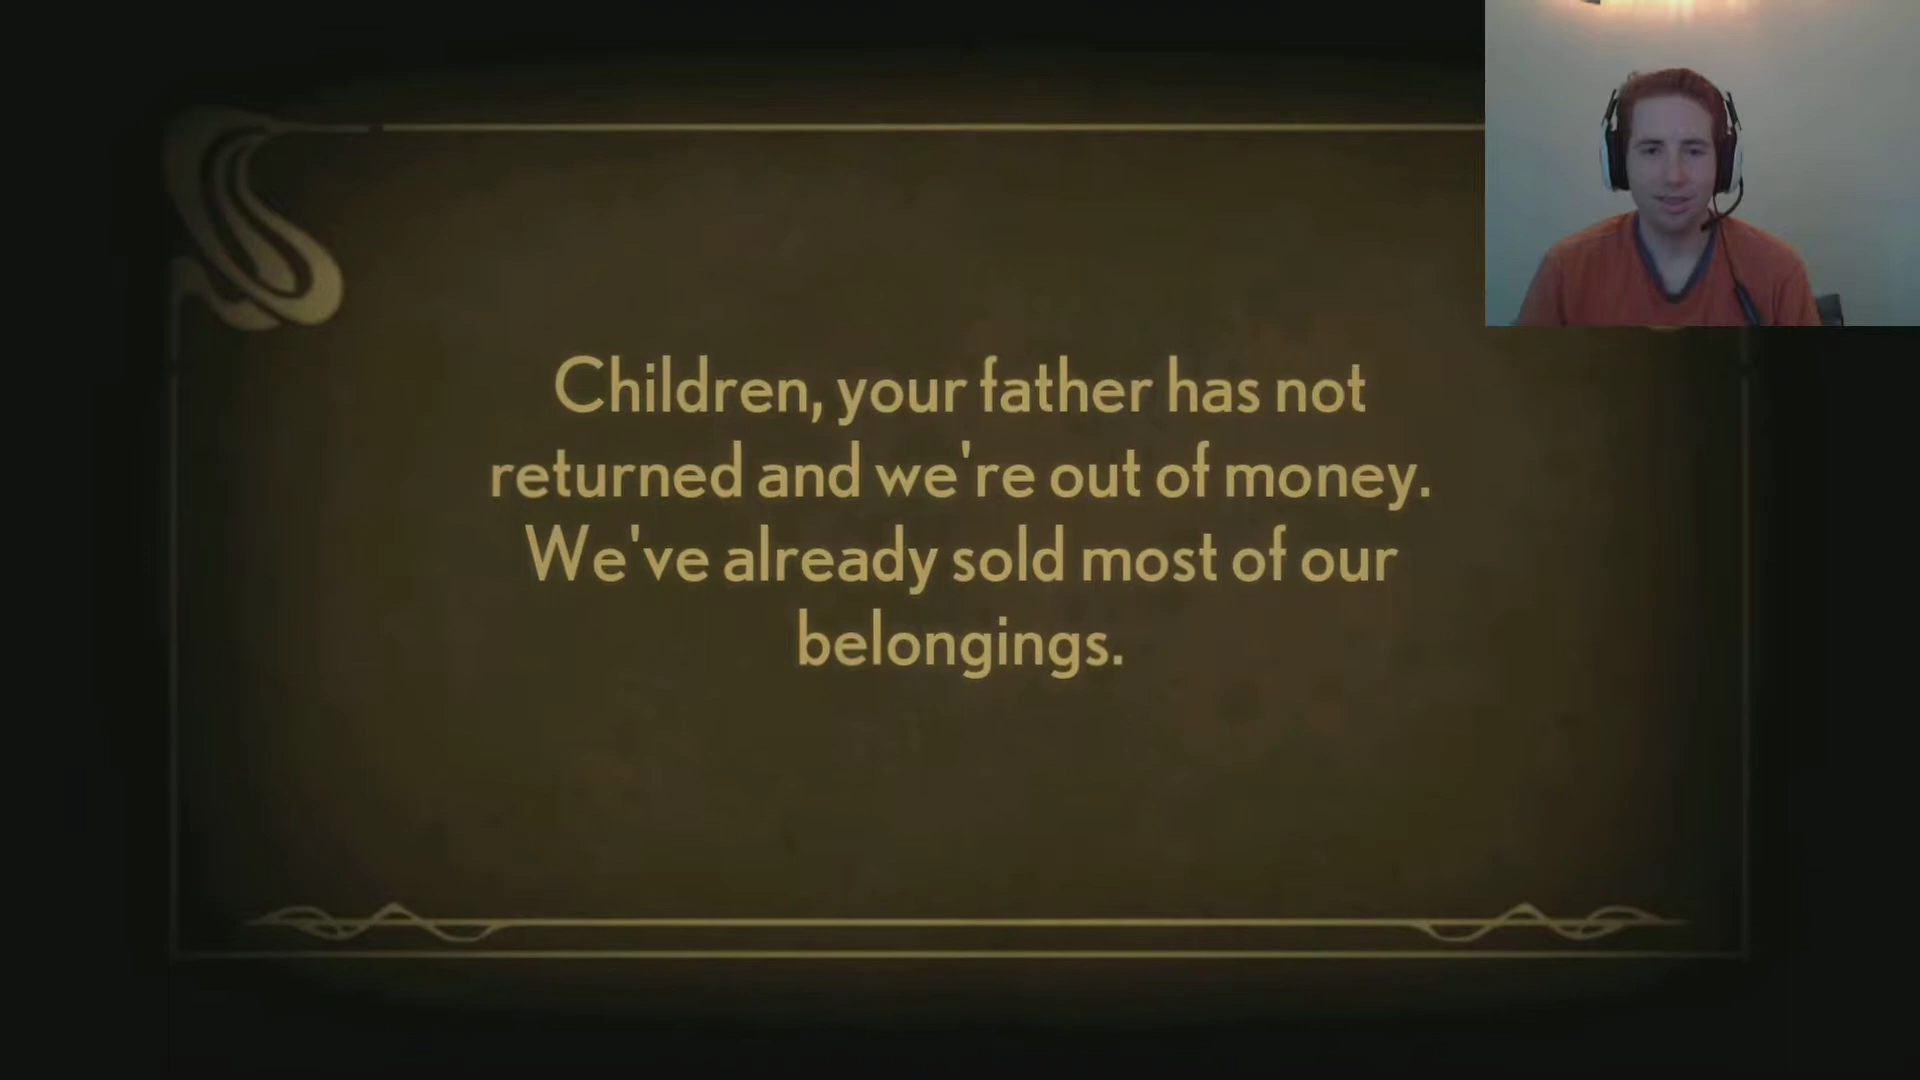 Children, your father has not
returned and we're out of money.
We've already sold most of our
belongings.